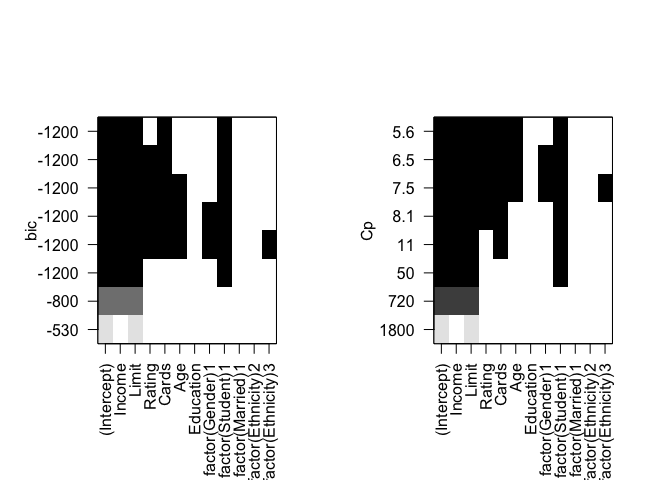 bic
-1200
-1200
-1200
-1200
-1200
-1200
-800
-530
(Intercept)
Income
Limit
Rating
Cards
Age
Education
factor(Gender)1
factor(Student)1
factor(Married)1
factor(Ethnicity)2
factor(Ethnicity)3
Cp
5.6
6.5
7.5
8.1
11
50
720
1800
(Intercept)
Income
Limit
Rating
Cards
Age
Education
factor(Gender)1
factor(Student)1
factor(Married)1
factor(Ethnicity)2
factor(Ethnicity)3